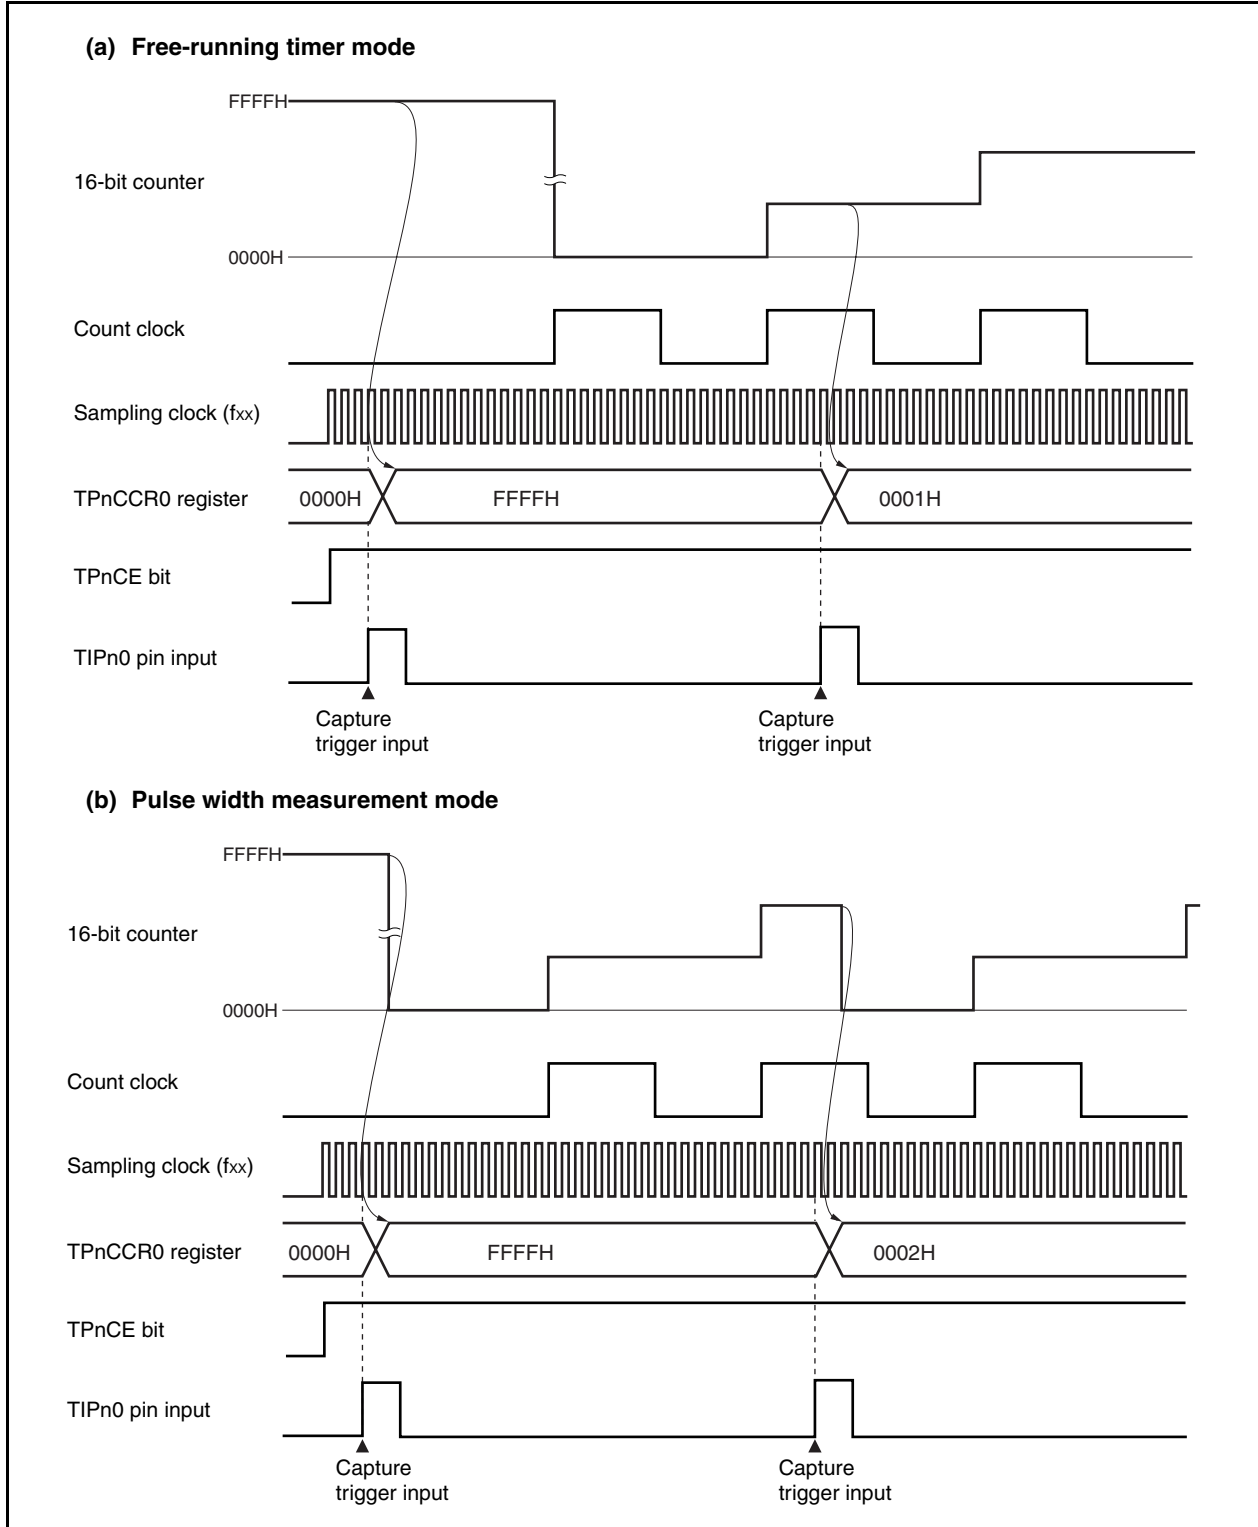 (a) Free-running timer mode
FFFFH
16-bit counter
0000H
Count clock
Sampling clock (fxx)
TPnCCR0 register
0000H
FFFFH
0001H
TPnCE bit
TIPn0 pin input
Capture
trigger input
Capture
trigger input
(b) Pulse width measurement mode
FFFFH
16-bit counter
0000H
Count clock
Sampling clock (fxx)
TPnCCR0 register
0000H
FFFFH
0002H
TPnCE bit
TIPn0 pin input
Capture
trigger input
Capture
trigger input